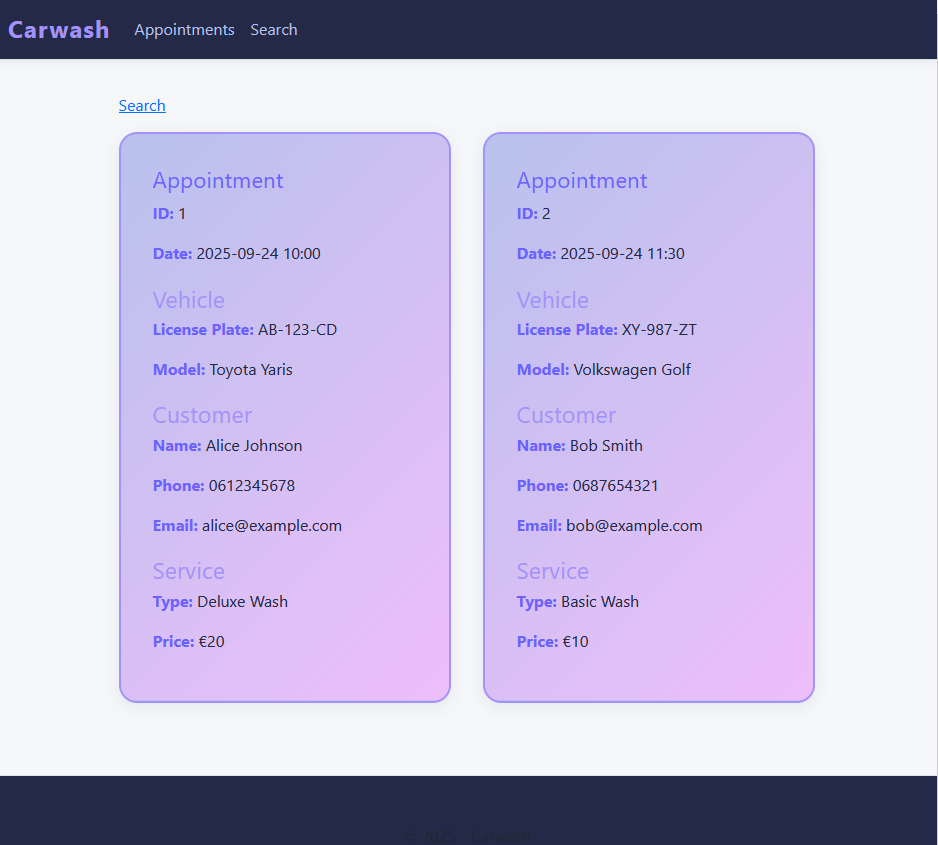 Carwash Appointments Search
Search
Appointment
ID: 1
Date: 2025-09-24 10:00
Vehicle
License Plate: AB-123-CD
Model: Toyota Yaris
Customer
Name: Alice Johnson
Phone: 0612345678
Email: alice@example.com
Service
Type: Deluxe Wash
Price: €20
Appointment
ID: 2
Date: 2025-09-24 11:30
Vehicle
License Plate: XY-987-ZT
Model: Volkswagen Golf
Customer
Name: Bob Smith
Phone: 0687654321
Email: bob@example.com
Service
Type: Basic Wash
Price: €10
© 2025 - Carwash